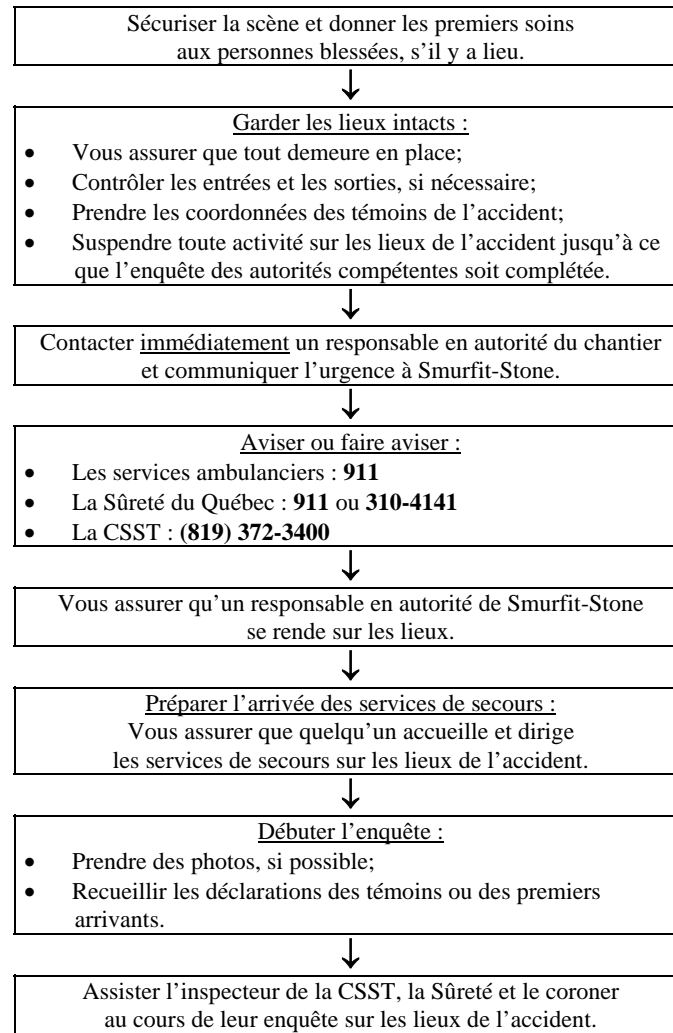 Sécuriser la scène et donner les premiers soins
aux personnes blessées, s’il y a lieu.
↓
Garder les lieux intacts :
• Vous assurer que tout demeure en place;
• Contrôler les entrées et les sorties, si nécessaire;
• Prendre les coordonnées des témoins de l’accident;
• Suspendre toute activité sur les lieux de l’accident jusqu’à ce
que l’enquête des autorités compétentes soit complétée.
↓
Contacter immédiatement un responsable en autorité du chantier
et communiquer l’urgence à Smurfit-Stone.
↓
Aviser ou faire aviser :
• Les services ambulanciers : 911
• La Sûreté du Québec : 911 ou 310-4141
• La CSST : (819) 372-3400
↓
Vous assurer qu’un responsable en autorité de Smurfit-Stone
se rende sur les lieux.
↓
Préparer l’arrivée des services de secours :
Vous assurer que quelqu’un accueille et dirige
les services de secours sur les lieux de l’accident.
↓
Débuter l’enquête :
• Prendre des photos, si possible;
• Recueillir les déclarations des témoins ou des premiers
arrivants.
↓
Assister l’inspecteur de la CSST, la Sûreté et le coroner
au cours de leur enquête sur les lieux de l’accident.